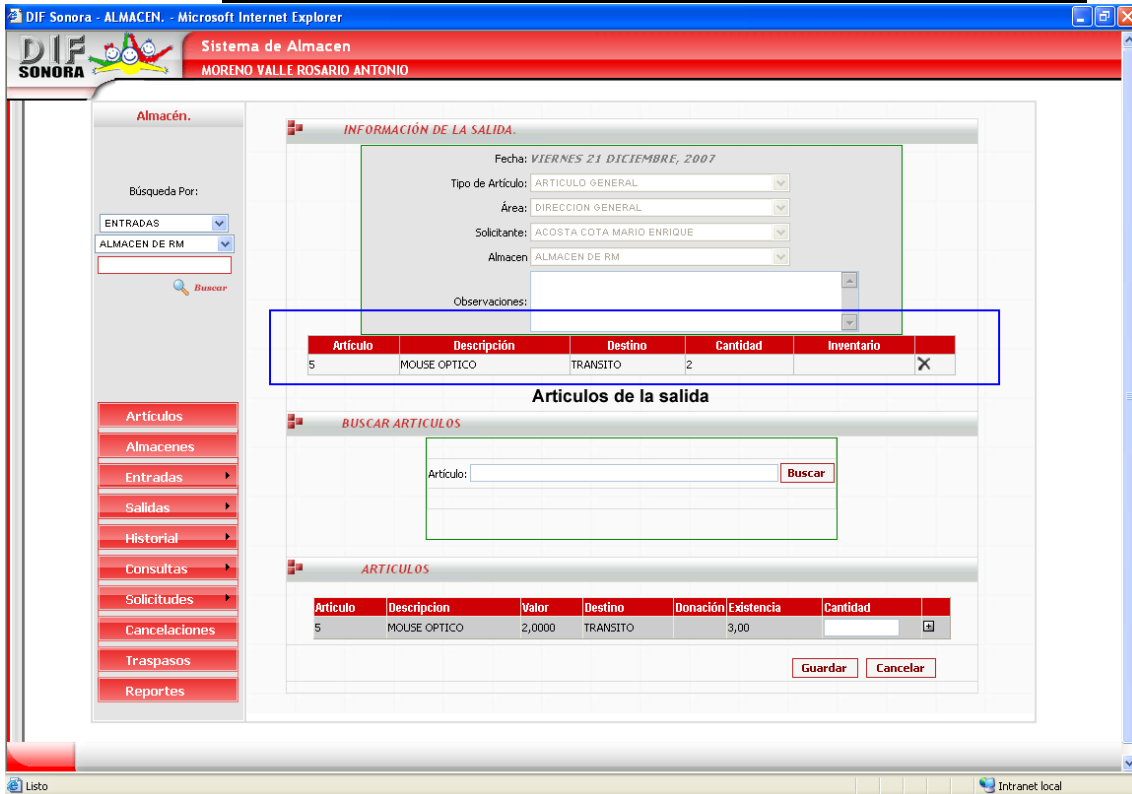 DIF Sonora - ALMACEN. - Microsoft Internet Explorer
DIF
SONORA
Sistema de Almacen
MORENO VALLE ROSARIO ANTONIO
Almacén.
Búsqueda Por:
ENTRADAS
ALMACEN DE RM
Buscar
Artículos
Almacenes
Entradas
Salidas
Historial
Consultas
Solicitudes
Cancelaciones
Traspasos
Reportes
INFORMACIÓN DE LA SALIDA.
Fecha: VIERNES 21 DICIEMBRE, 2007
Tipo de Artículo: ARTICULO GENERAL
Área: DIRECCION GENERAL
Solicitante: ACOSTA COTA MARIO ENRIQUE
Almacen ALMACEN DE RM
Observaciones:
Artículo Descripción Destino Cantidad Inventario
5 MOUSE OPTICO TRANSITO 2
Articulos de la salida
BUSCAR ARTICULOS
Artículo: Buscar
ARTICULOS
Articulo Descripcion Valor Destino Donación Existencia Cantidad
5 MOUSE OPTICO 2,0000 TRANSITO 3,00
Guardar Cancelar
Listo
Intranet local